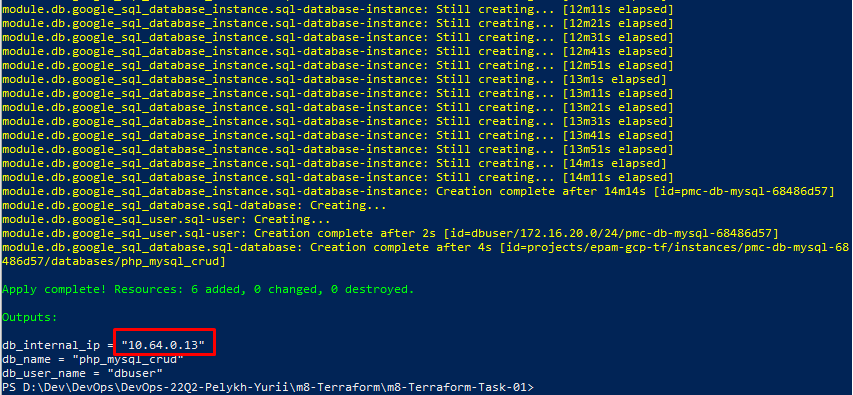 module.db.google_sql_database_instance.sql-database-instance: Still creating... [12m11s elapsed]
module.db.google_sql_database_instance.sql-database-instance: Still creating... [12m21s elapsed]
module.db.google_sql_database_instance.sql-database-instance: Still creating... [12m31s elapsed]
module.db.google_sql_database_instance.sql-database-instance: Still creating... [12m41s elapsed]
module.db.google_sql_database_instance.sql-database-instance: Still creating... [12m51s elapsed]
module.db.google_sql_database_instance.sql-database-instance: Still creating... [13m1s elapsed]
module.db.google_sql_database_instance.sql-database-instance: Still creating... [13m11s elapsed]
module.db.google_sql_database_instance.sql-database-instance: Still creating... [13m21s elapsed]
module.db.google_sql_database_instance.sql-database-instance: Still creating... [13m31s elapsed]
module.db.google_sql_database_instance.sql-database-instance: Still creating... [13m41s elapsed]
module.db.google_sql_database_instance.sql-database-instance: Still creating... [13m51s elapsed]
module.db.google_sql_database_instance.sql-database-instance: Still creating... [14m1s elapsed]
module.db.google_sql_database_instance.sql-database-instance: Still creating... [14m11s elapsed]
module.db.google_sql_database_instance.sql-database-instance: Creation complete after 14m14s [id=pmc-db-mysql-68486d57]
module.db.google_sql_database.sql-database: Creating...
module.db.google_sql_user.sql-user: Creating...
module.db.google_sql_user.sql-user: Creation complete after 2s [id=dbuser/172.16.20.0/24/pmc-db-mysql-68486d57]
module.db.google_sql_database.sql-database: Creation complete after 4s [id=projects/epam-gcp-tf/instances/pmc-db-mysql-68
486d57/databases/php_mysql_crud]
Apply complete! Resources: 6 added, 0 changed, 0 destroyed.
Outputs:
db_internal_ip = "10.64.0.13"
db_name = "php_mysql_crud"
db_user_name = "dbuser"
PS D:\Dev\DevOps\DevOps-22Q2-Pelykh-Yurii\m8-Terraform\m8-Terraform-Task-01>